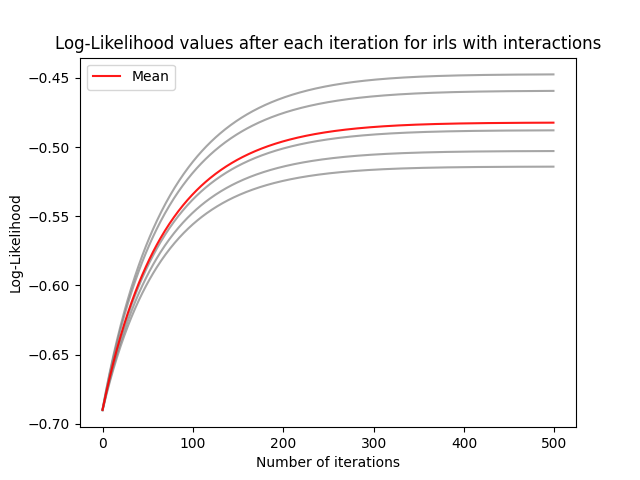 Log-Likelihood values after each iteration for irls with interactions
Mean
Log-Likelihood
−0.45
−0.50
−0.55
−0.60
−0.65
−0.70
0 100 200 300 400 500
Number of iterations